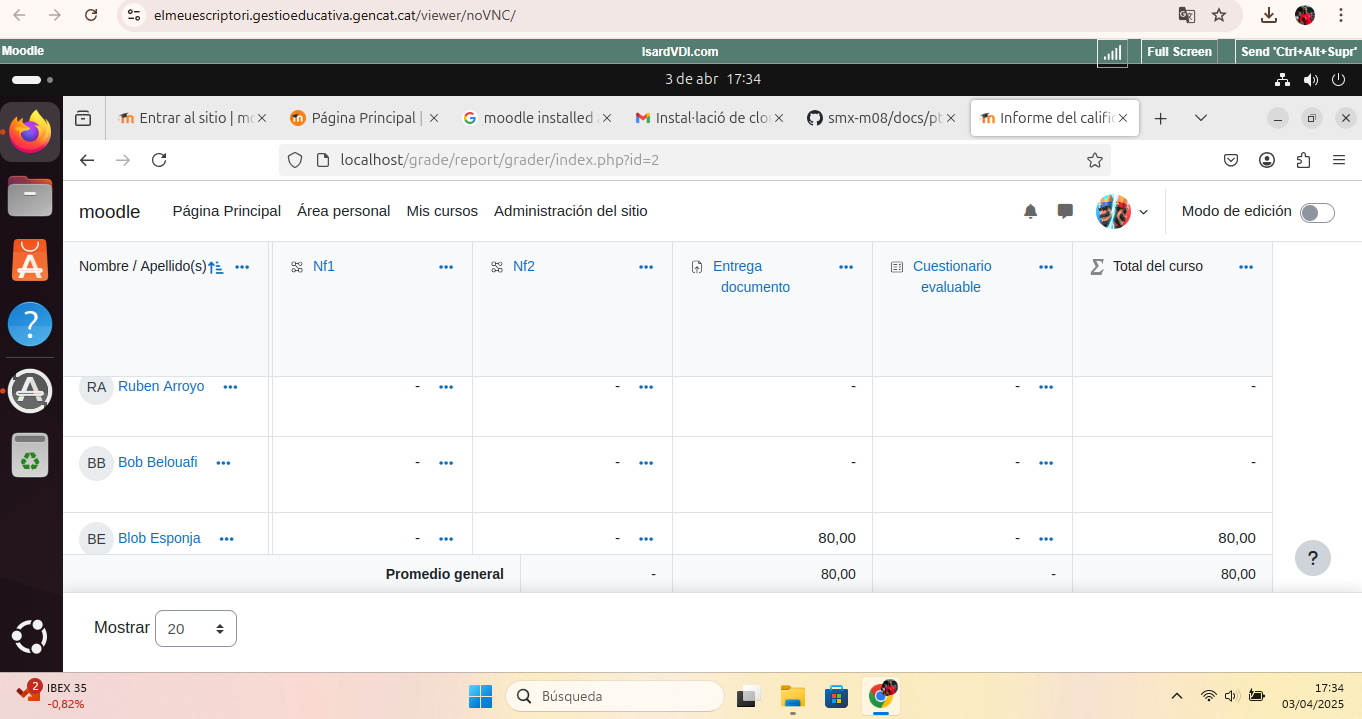 elmeuescriptori.gestioeducativa.gencat.cat/viewer/noVNC/
Moodle
IsardVDI.com
Full Screen
Send 'Ctrl+Alt+Supr'
3 de abr 17:34
Entrar al sitio | mo
Página Principal |
moodle installed a
Instal·lació de clou
smx-m08/docs/pt
Informe del calific
localhost/grade/report/grader/index.php?id=2
moodle
Página Principal
Área personal
Mis cursos
Administración del sitio
Modo de edición
Nombre / Apellido(s)
Nf1
Nf2
Entrega
documento
Cuestionario
evaluable
Total del curso
RA Ruben Arroyo - - - - -
BB Bob Belouafi - - - - -
BE Blob Esponja - - 80,00 - 80,00
Promedio general - 80,00 - 80,00
?
Mostrar 20
2
IBEX 35
-0,82%
Búsqueda
17:34
03/04/2025